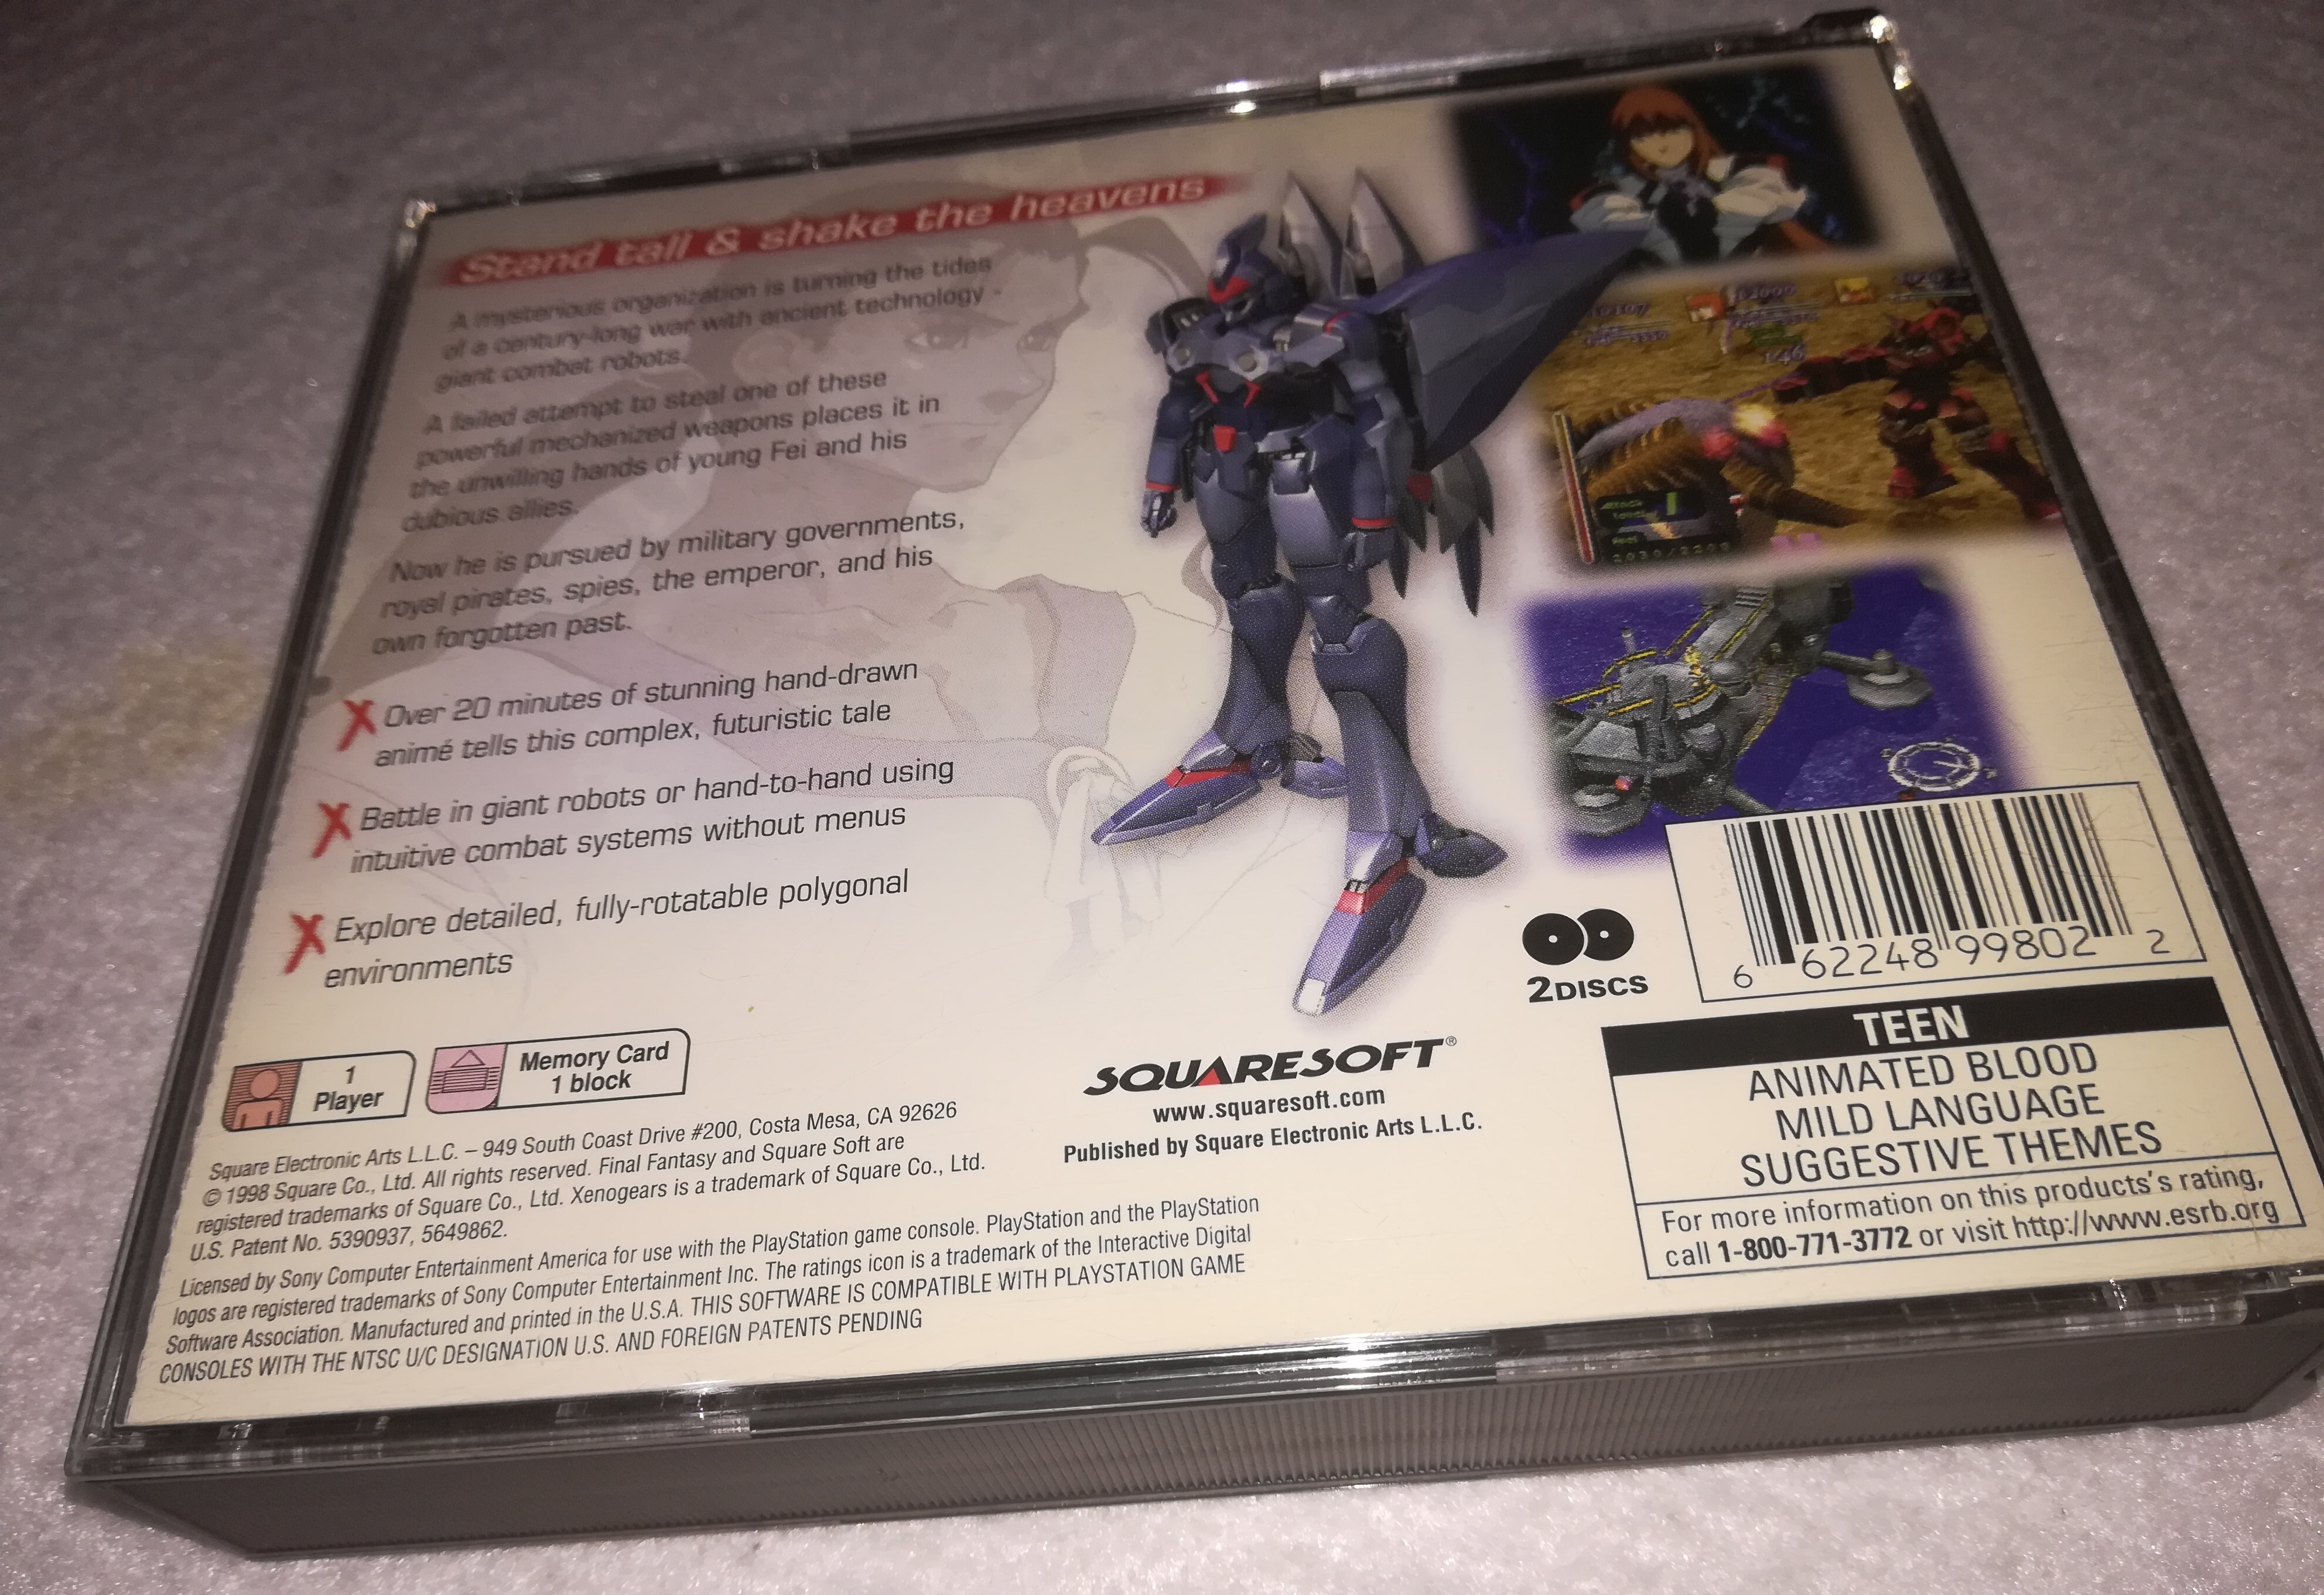 Stand tall & shake the heavens
A mysterious organization is turning the tides
of a century-long war with ancient technology -
giant combat robots.
A failed attempt to steal one of these
powerful mechanized weapons places it in
the unwilling hands of young Fei and his
dubious allies.
Now he is pursued by military governments,
royal pirates, spies, the emperor, and his
own forgotten past.
X Over 20 minutes of stunning hand-drawn
animé tells this complex, futuristic tale
X Battle in giant robots or hand-to-hand using
intuitive combat systems without menus
X Explore detailed, fully-rotatable polygonal
environments
146
Attack
Level
Fuel
2 DISCS
6 62248 99802 2
1
Player
Memory Card
1 block
SQUARESOFT®
www.squaresoft.com
Published by Square Electronic Arts L.L.C.
TEEN
ANIMATED BLOOD
MILD LANGUAGE
SUGGESTIVE THEMES
For more information on this products's rating,
call 1-800-771-3772 or visit http://www.esrb.org
Square Electronic Arts L.L.C. – 949 South Coast Drive #200, Costa Mesa, CA 92626
© 1998 Square Co., Ltd. All rights reserved. Final Fantasy and Square Soft are
registered trademarks of Square Co., Ltd. Xenogears is a trademark of Square Co., Ltd.
U.S. Patent No. 5390937, 5649862.
Licensed by Sony Computer Entertainment America for use with the PlayStation game console. PlayStation and the PlayStation
logos are registered trademarks of Sony Computer Entertainment Inc. The ratings icon is a trademark of the Interactive Digital
Software Association. Manufactured and printed in the U.S.A. THIS SOFTWARE IS COMPATIBLE WITH PLAYSTATION GAME
CONSOLES WITH THE NTSC U/C DESIGNATION U.S. AND FOREIGN PATENTS PENDING